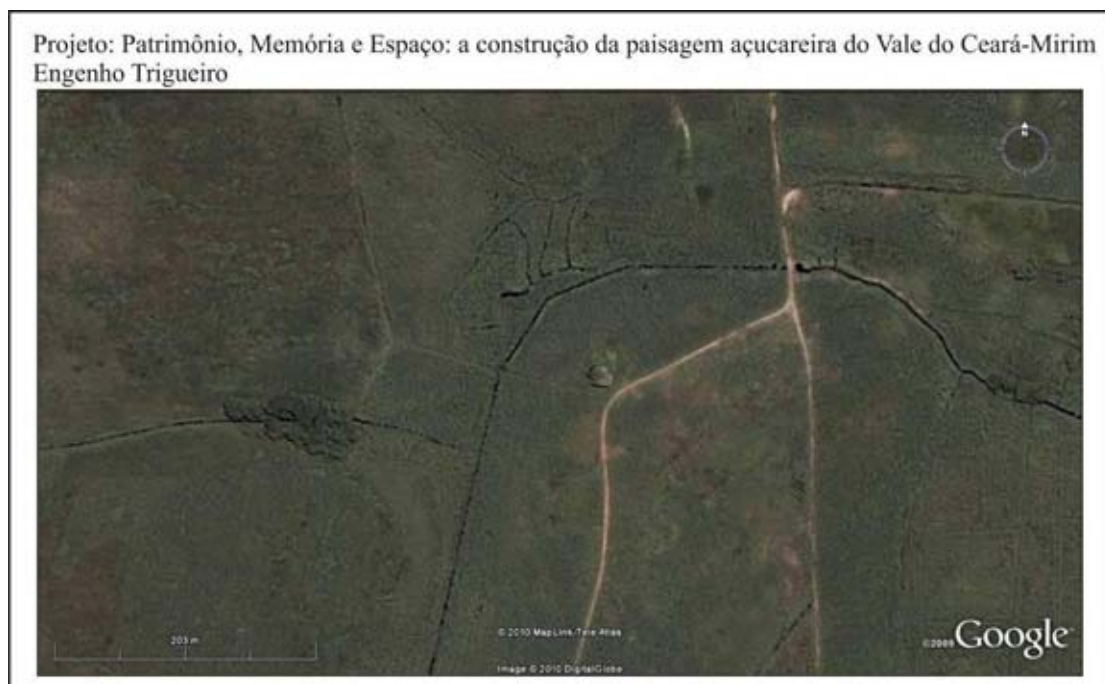 Projeto: Patrimônio, Memória e Espaço: a construção da paisagem açucareira do Vale do Ceará-Mirim
Engenho Trigueiro
N
203 m
© 2010 MapLink/Tele Atlas
Image © 2010 DigitalGlobe
©2009 Google